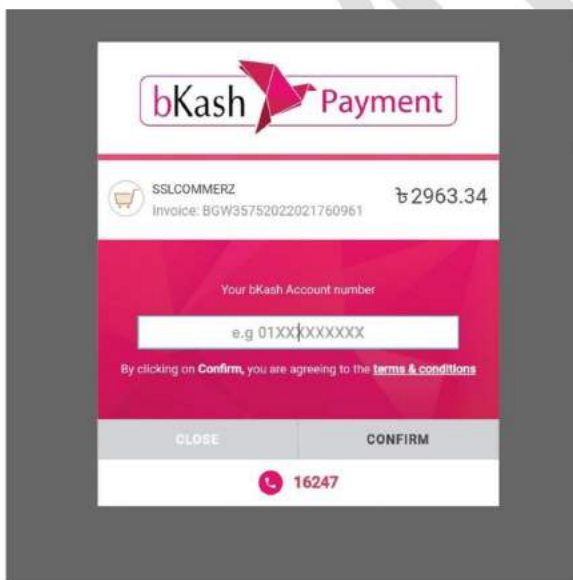 bKash Payment
SSLCOMMERZ
৳2963.34
Invoice: BGW35752022021760961
Your bKash Account number
e.g 01XXXXXXXXX
By clicking on Confirm, you are agreeing to the terms & conditions
CLOSE CONFIRM
16247